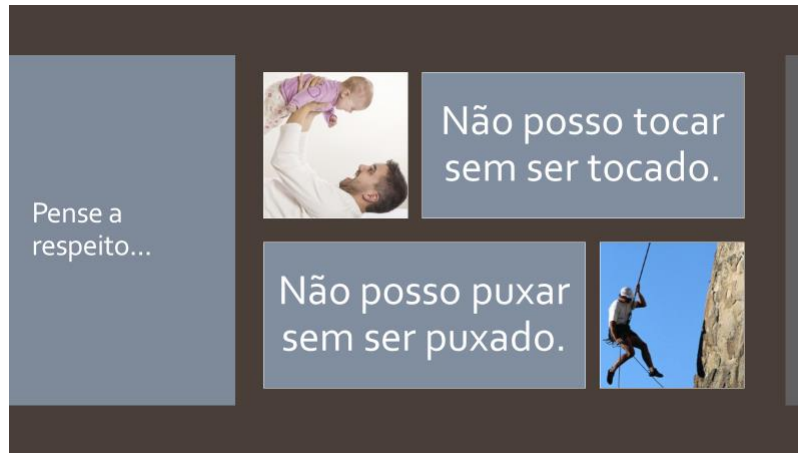 Pense a
respeito...
Não posso tocar
sem ser tocado.
Não posso puxar
sem ser puxado.